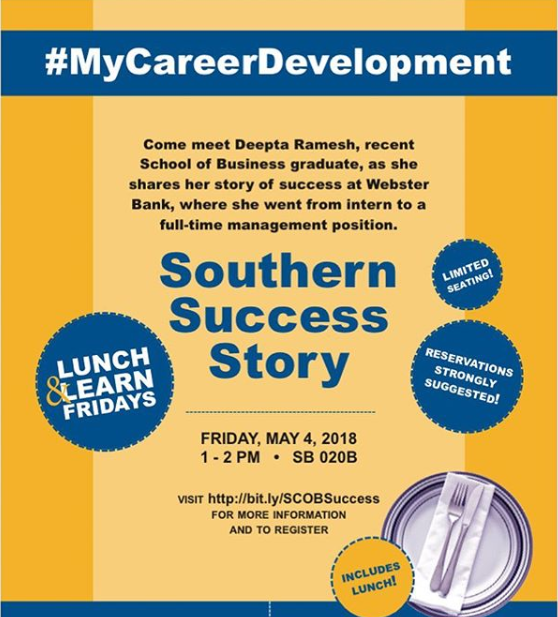 #MyCareerDevelopment
Come meet Deepta Ramesh, recent
School of Business graduate, as she
shares her story of success at Webster
Bank, where she went from intern to a
full-time management position.
Southern
Success
Story
LIMITED
SEATING!
LUNCH
&LEARN
FRIDAYS
RESERVATIONS
STRONGLY
SUGGESTED!
FRIDAY, MAY 4, 2018
1 - 2 PM • SB 020B
VISIT http://bit.ly/SCOBSuccess
FOR MORE INFORMATION
AND TO REGISTER
INCLUDES
LUNCH!